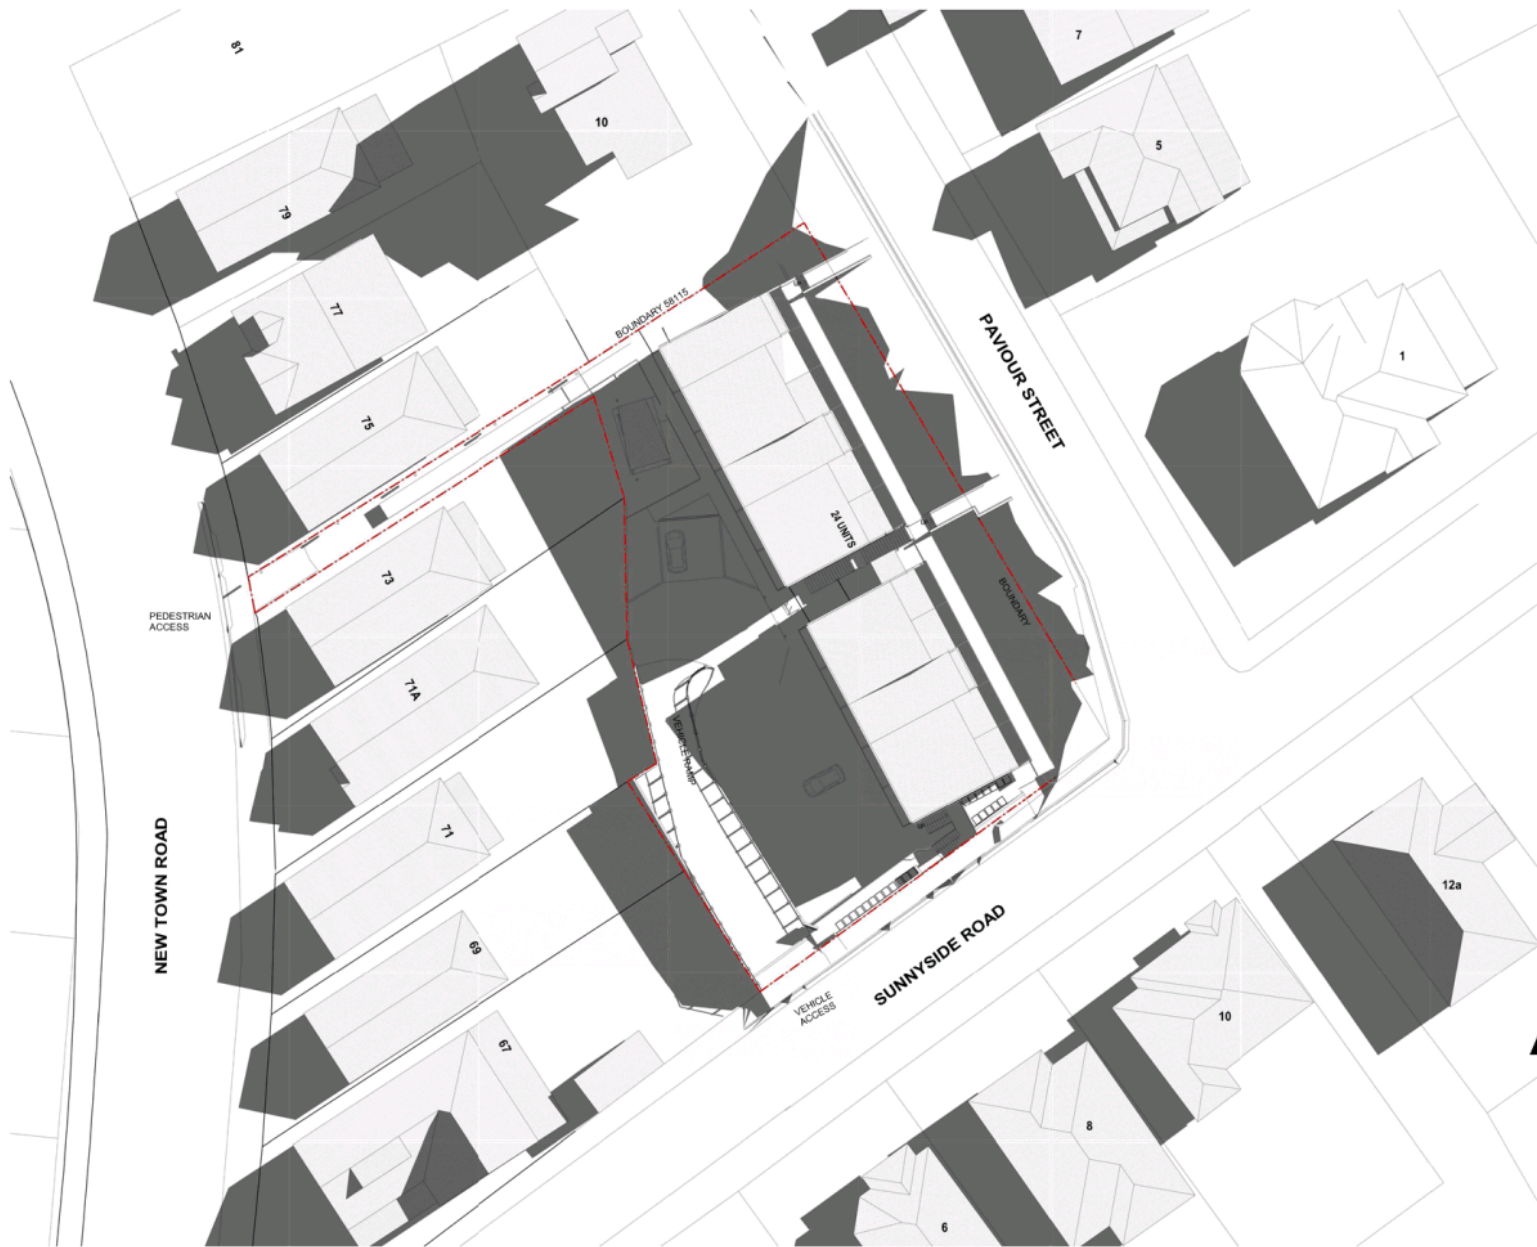 81
7
10
5
79
77
BOUNDARY 58115
PAVIOUR STREET
1
75
24 UNITS
73
BOUNDARY
PEDESTRIAN
ACCESS
71A
VEHICLE RAMP
71
NEW TOWN ROAD
12a
69
SUNNYSIDE ROAD
VEHICLE
ACCESS
10
67
8
6